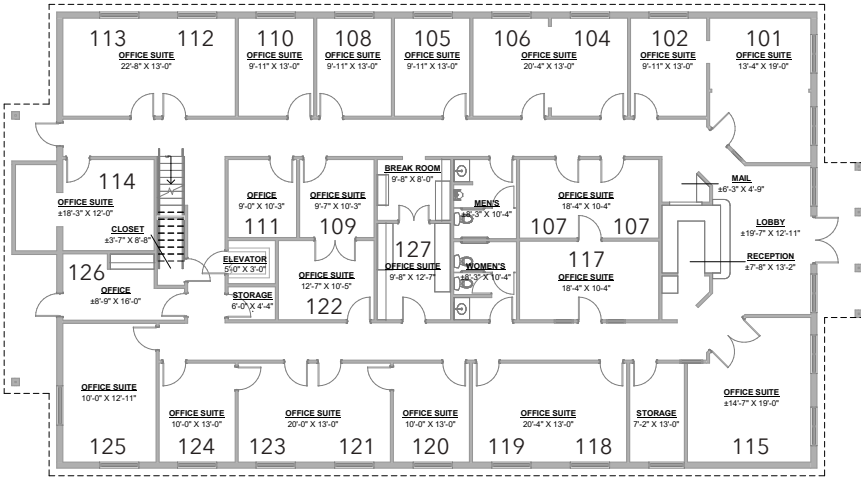 113
112
OFFICE SUITE
22'-8" X 13'-0"
110
OFFICE SUITE
9'-11" X 13'-0"
108
OFFICE SUITE
9'-11" X 13'-0"
105
OFFICE SUITE
9'-11" X 13'-0"
106
104
OFFICE SUITE
20'-4" X 13'-0"
102
OFFICE SUITE
9'-11" X 13'-0"
101
OFFICE SUITE
13'-4" X 19'-0"
114
OFFICE SUITE
±18'-3" X 12'-0"
CLOSET
±3'-7" X 8'-8"
OFFICE
9'-0" X 10'-3"
111
OFFICE SUITE
9'-7" X 10'-3"
109
BREAK ROOM
9'-8" X 8'-0"
MEN'S
±8'-3" X 10'-4"
OFFICE SUITE
18'-4" X 10'-4"
107
107
MAIL
±6'-3" X 4'-9"
LOBBY
±19'-7" X 12'-11"
RECEPTION
±7'-8" X 13'-2"
126
OFFICE
±8'-9" X 16'-0"
ELEVATOR
5'-0" X 3'-0"
STORAGE
6'-0" X 4'-4"
OFFICE SUITE
12'-7" X 10'-5"
122
127
OFFICE SUITE
9'-8" X 12'-7"
WOMEN'S
±8'-3" X 10'-4"
117
OFFICE SUITE
18'-4" X 10'-4"
OFFICE SUITE
10'-0" X 12'-11"
125
OFFICE SUITE
10'-0" X 13'-0"
124
OFFICE SUITE
20'-0" X 13'-0"
123
121
OFFICE SUITE
10'-0" X 13'-0"
120
OFFICE SUITE
20'-4" X 13'-0"
119
118
STORAGE
7'-2" X 13'-0"
OFFICE SUITE
±14'-7" X 19'-0"
115